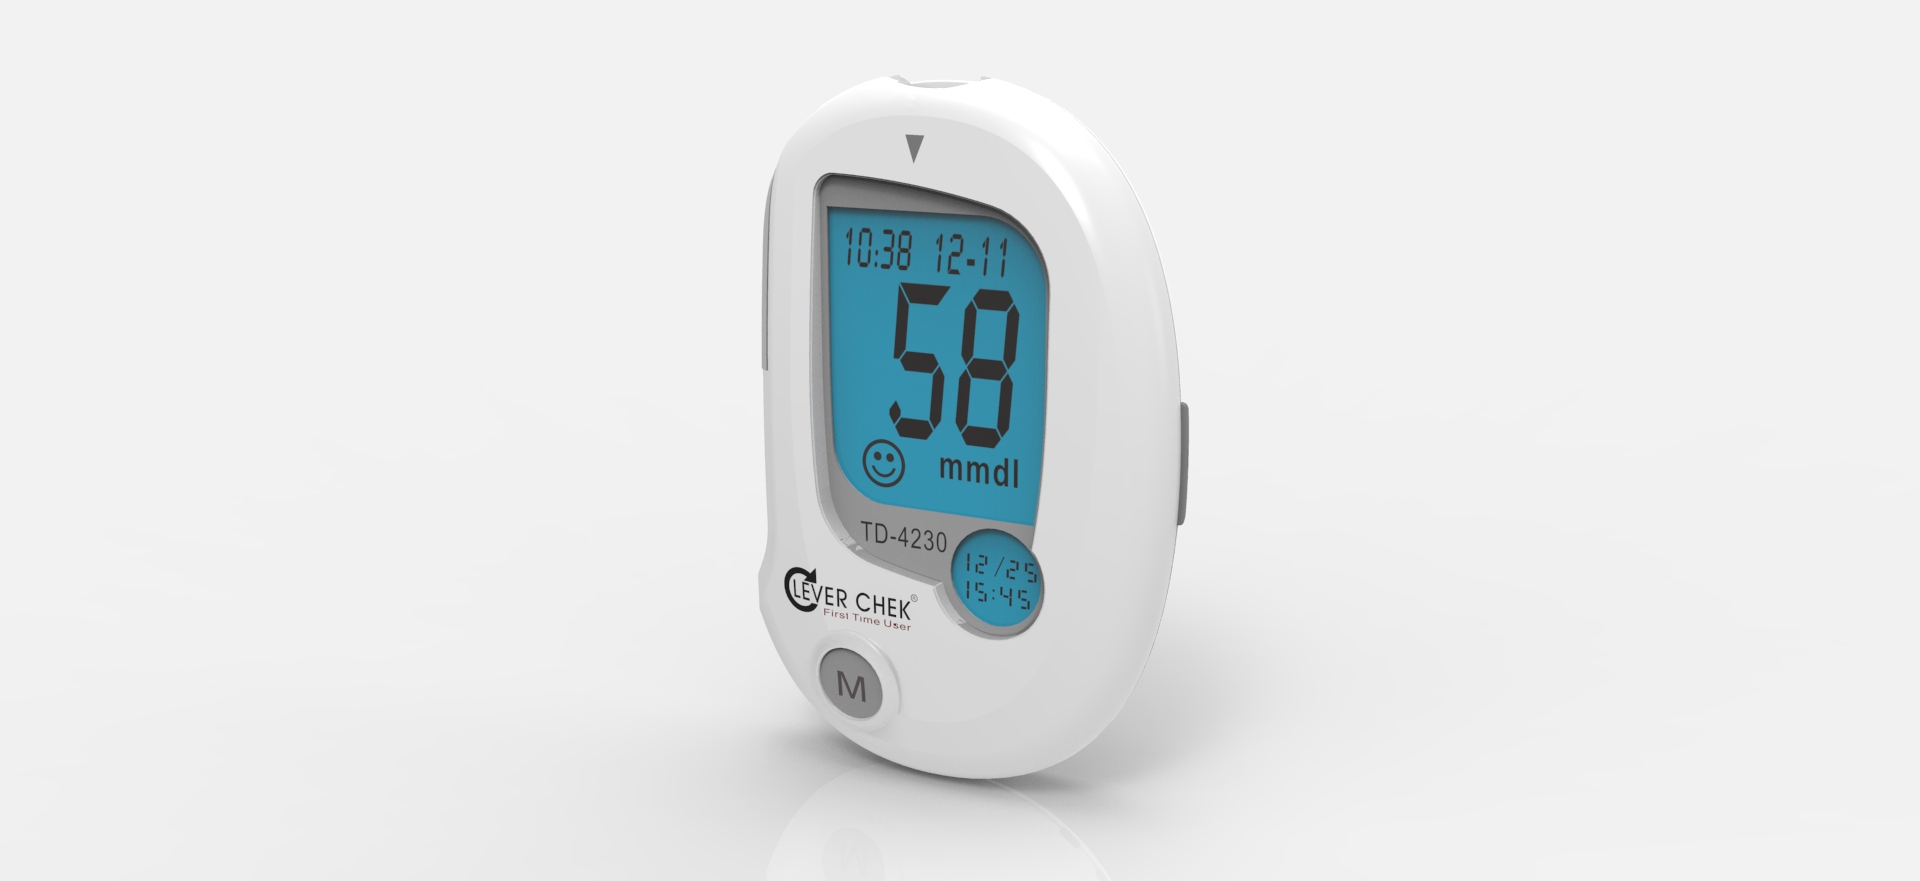 10:38 12-11
58
mmdl
TD-4230
12/25
15:45
CLEVER CHEK®
First Time User
M